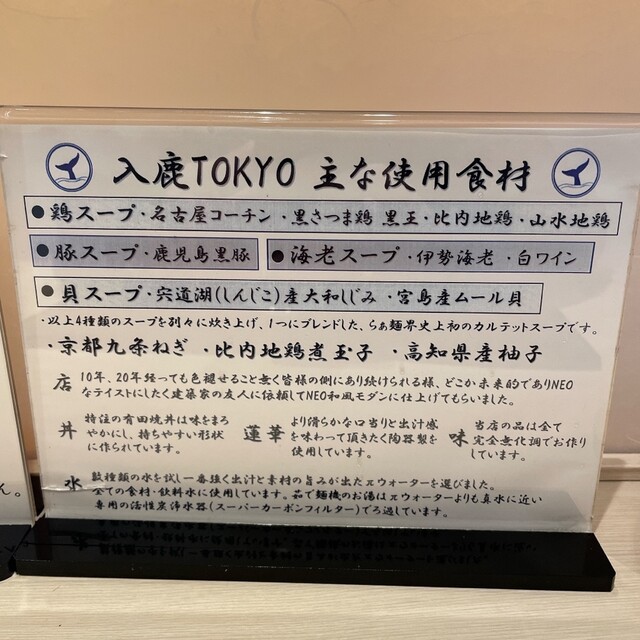 入鹿TOKYO 主な使用食材
●鶏スープ・名古屋コーチン・黒さつま鶏 黒王・比内地鶏・山水地鶏
●豚スープ・鹿児島黒豚 ●海老スープ・伊勢海老・白ワイン
●貝スープ・宍道湖(しんじこ)産大和しじみ・宮島産ムール貝
・以上4種類のスープを別々に炊き上げ、1つにブレンドした、らぁ麺界史上初のカルテットスープです。
・京都九条ねぎ ・比内地鶏煮玉子 ・高知県産柚子
店 10年、20年経っても色褪せること無く皆様の側にあり続けられる様、どこか未来的でありNEO
なテイストにしたく建築家の友人に依頼してNEO和風モダンに仕上げてもらいました。
丼 特注の有田焼丼は味をまろ
やかにし、持ちやすい形状
に作られています。
蓮華 より滑らかな口当りと出汁感
を味わって頂きたく陶器製を
使用しています。
味 当店の品は全て
完全無化調でお作り
しています。
水 数種類の水を試し一番強く出汁と素材の旨みが出たπウォーターを選びました。
全ての食材・飲料水に使用しています。茹で麺機のお湯はπウォーターよりも真水に近い
専用の活性炭浄水器(スーパーカーボンフィルター)でろ過しています。
ん。